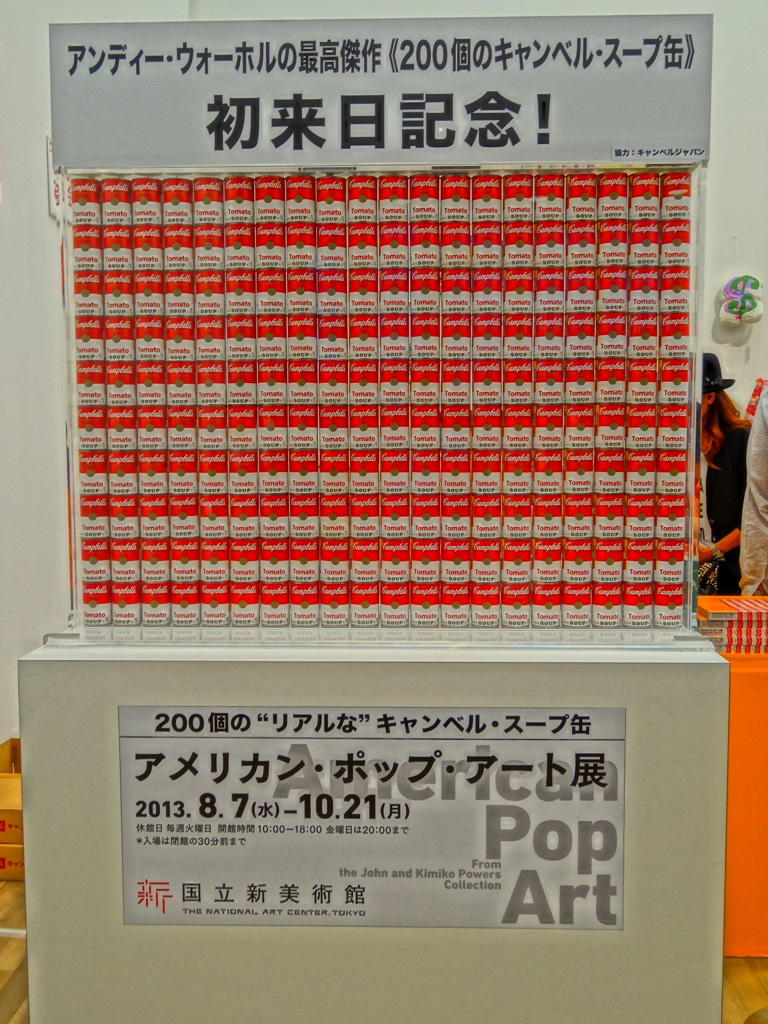 アンディー・ウォーホルの最高傑作《200個のキャンベル・スープ缶》
初来日記念!
協力：キャンベルジャパン
Campbell's
Tomato
SOUP
200個の“リアルな”キャンベル・スープ缶
アメリカン・ポップ・アート展
American
Pop
Art
2013. 8. 7(水)–10.21(月)
休館日 毎週火曜日 開館時間 10:00−18:00 金曜日は20:00まで
*入場は閉館の30分前まで
From
the John and Kimiko Powers
Collection
新 国立新美術館
THE NATIONAL ART CENTER, TOKYO